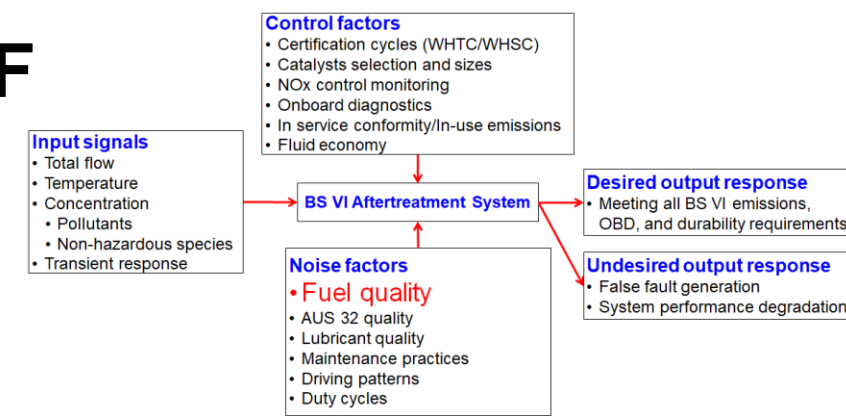 F
Control factors
• Certification cycles (WHTC/WHSC)
• Catalysts selection and sizes
• NOx control monitoring
• Onboard diagnostics
• In service conformity/In-use emissions
• Fluid economy
Input signals
• Total flow
• Temperature
• Concentration
• Pollutants
• Non-hazardous species
• Transient response
BS VI Aftertreatment System
Noise factors
• Fuel quality
• AUS 32 quality
• Lubricant quality
• Maintenance practices
• Driving patterns
• Duty cycles
Desired output response
• Meeting all BS VI emissions,
OBD, and durability requirements
Undesired output response
• False fault generation
• System performance degradation